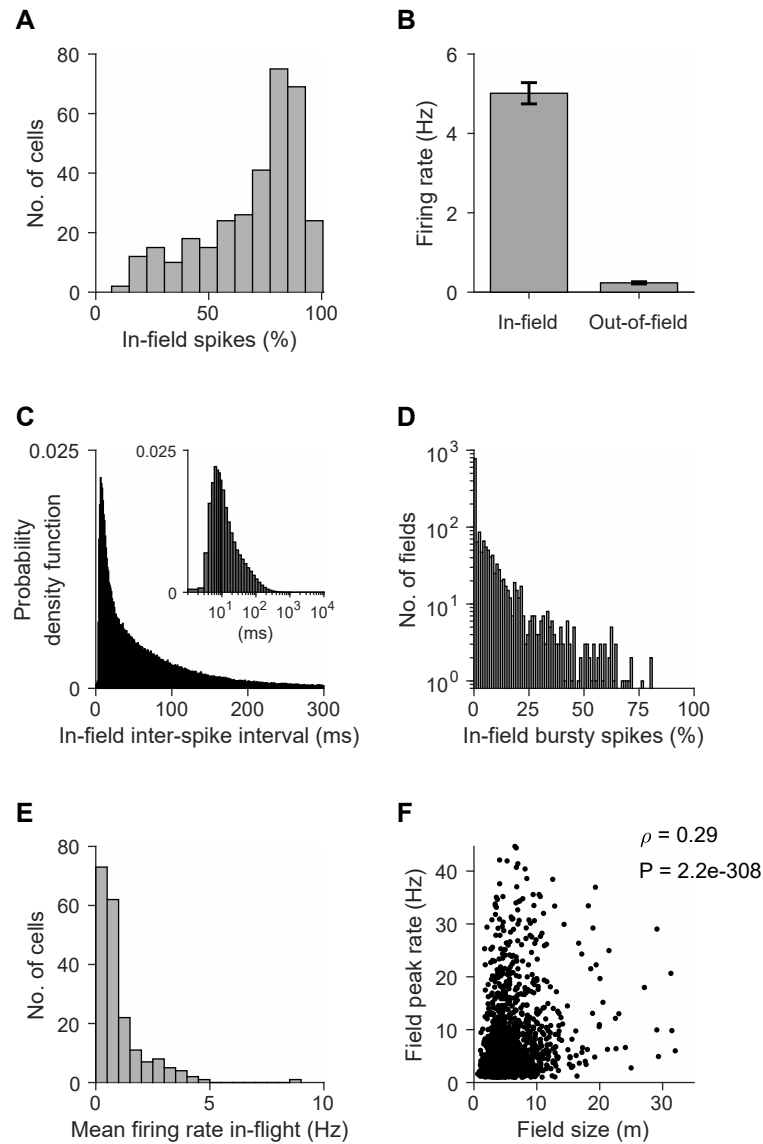 A
80
60
40
20
0
No. of cells
0 50 100
In-field spikes (%)
B
6
4
2
0
Firing rate (Hz)
In-field Out-of-field
C
0.025
0
Probability
density function
0 100 200 300
In-field inter-spike interval (ms)
0.025
0
10^1 10^2 10^3 10^4
(ms)
D
10^3
10^2
10^1
10^0
No. of fields
0 25 50 75 100
In-field bursty spikes (%)
E
80
60
40
20
0
No. of cells
0 5 10
Mean firing rate in-flight (Hz)
F
ρ = 0.29
P = 2.2e-308
40
30
20
10
0
Field peak rate (Hz)
0 10 20 30
Field size (m)